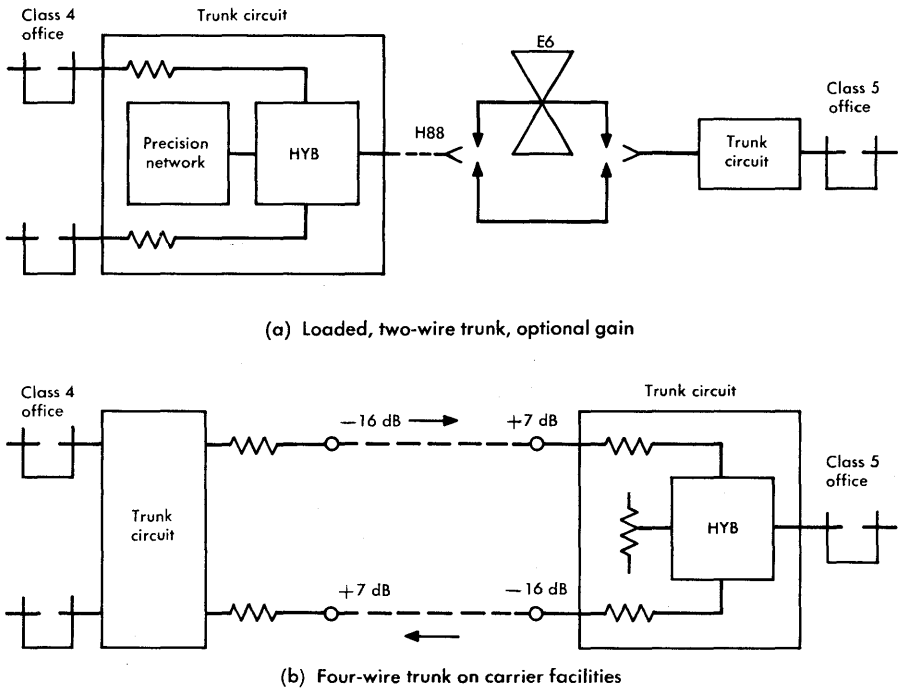 Class 4
office
Trunk circuit
E6
Class 5
office
H88
Precision
network
HYB
Trunk
circuit
(a) Loaded, two-wire trunk, optional gain
Class 4
office
Trunk circuit
−16 dB
+7 dB
Class 5
office
Trunk
circuit
HYB
+7 dB
−16 dB
(b) Four-wire trunk on carrier facilities